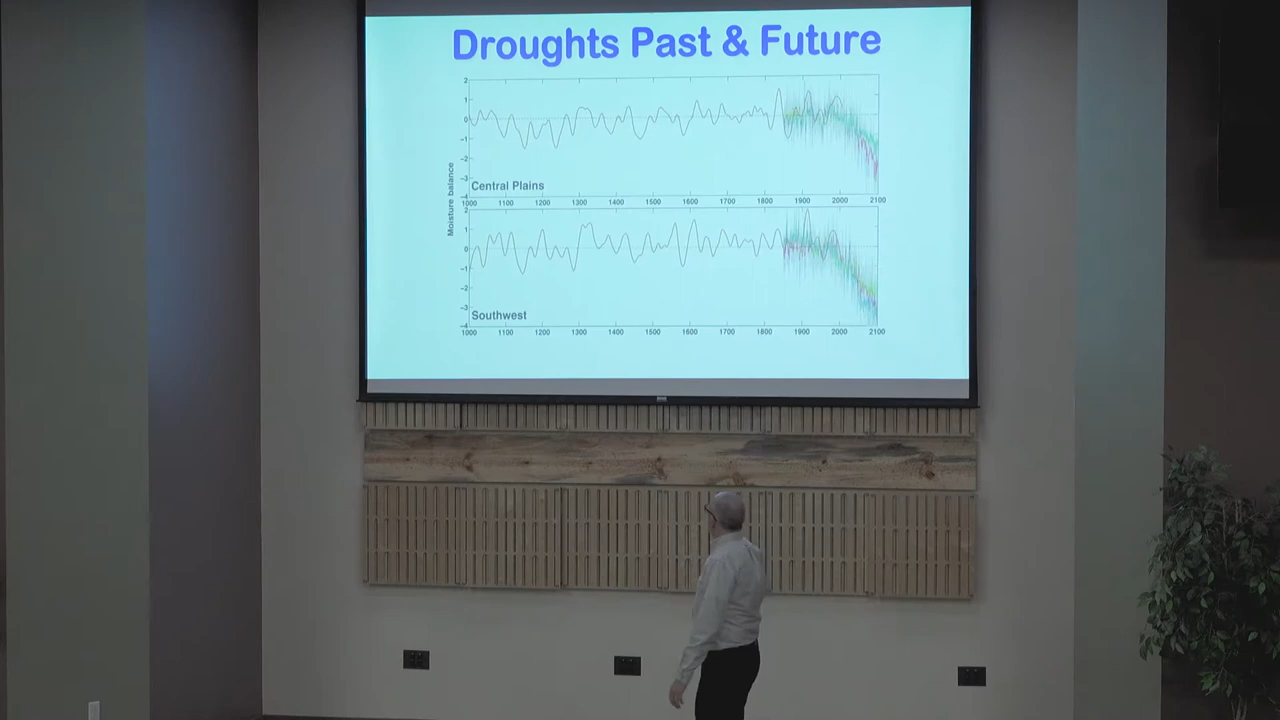 Droughts Past & Future
Moisture balance
2
1
0
-1
-2
-3
-4
Central Plains
1000 1100 1200 1300 1400 1500 1600 1700 1800 1900 2000 2100
2
1
0
-1
-2
-3
-4
Southwest
1000 1100 1200 1300 1400 1500 1600 1700 1800 1900 2000 2100